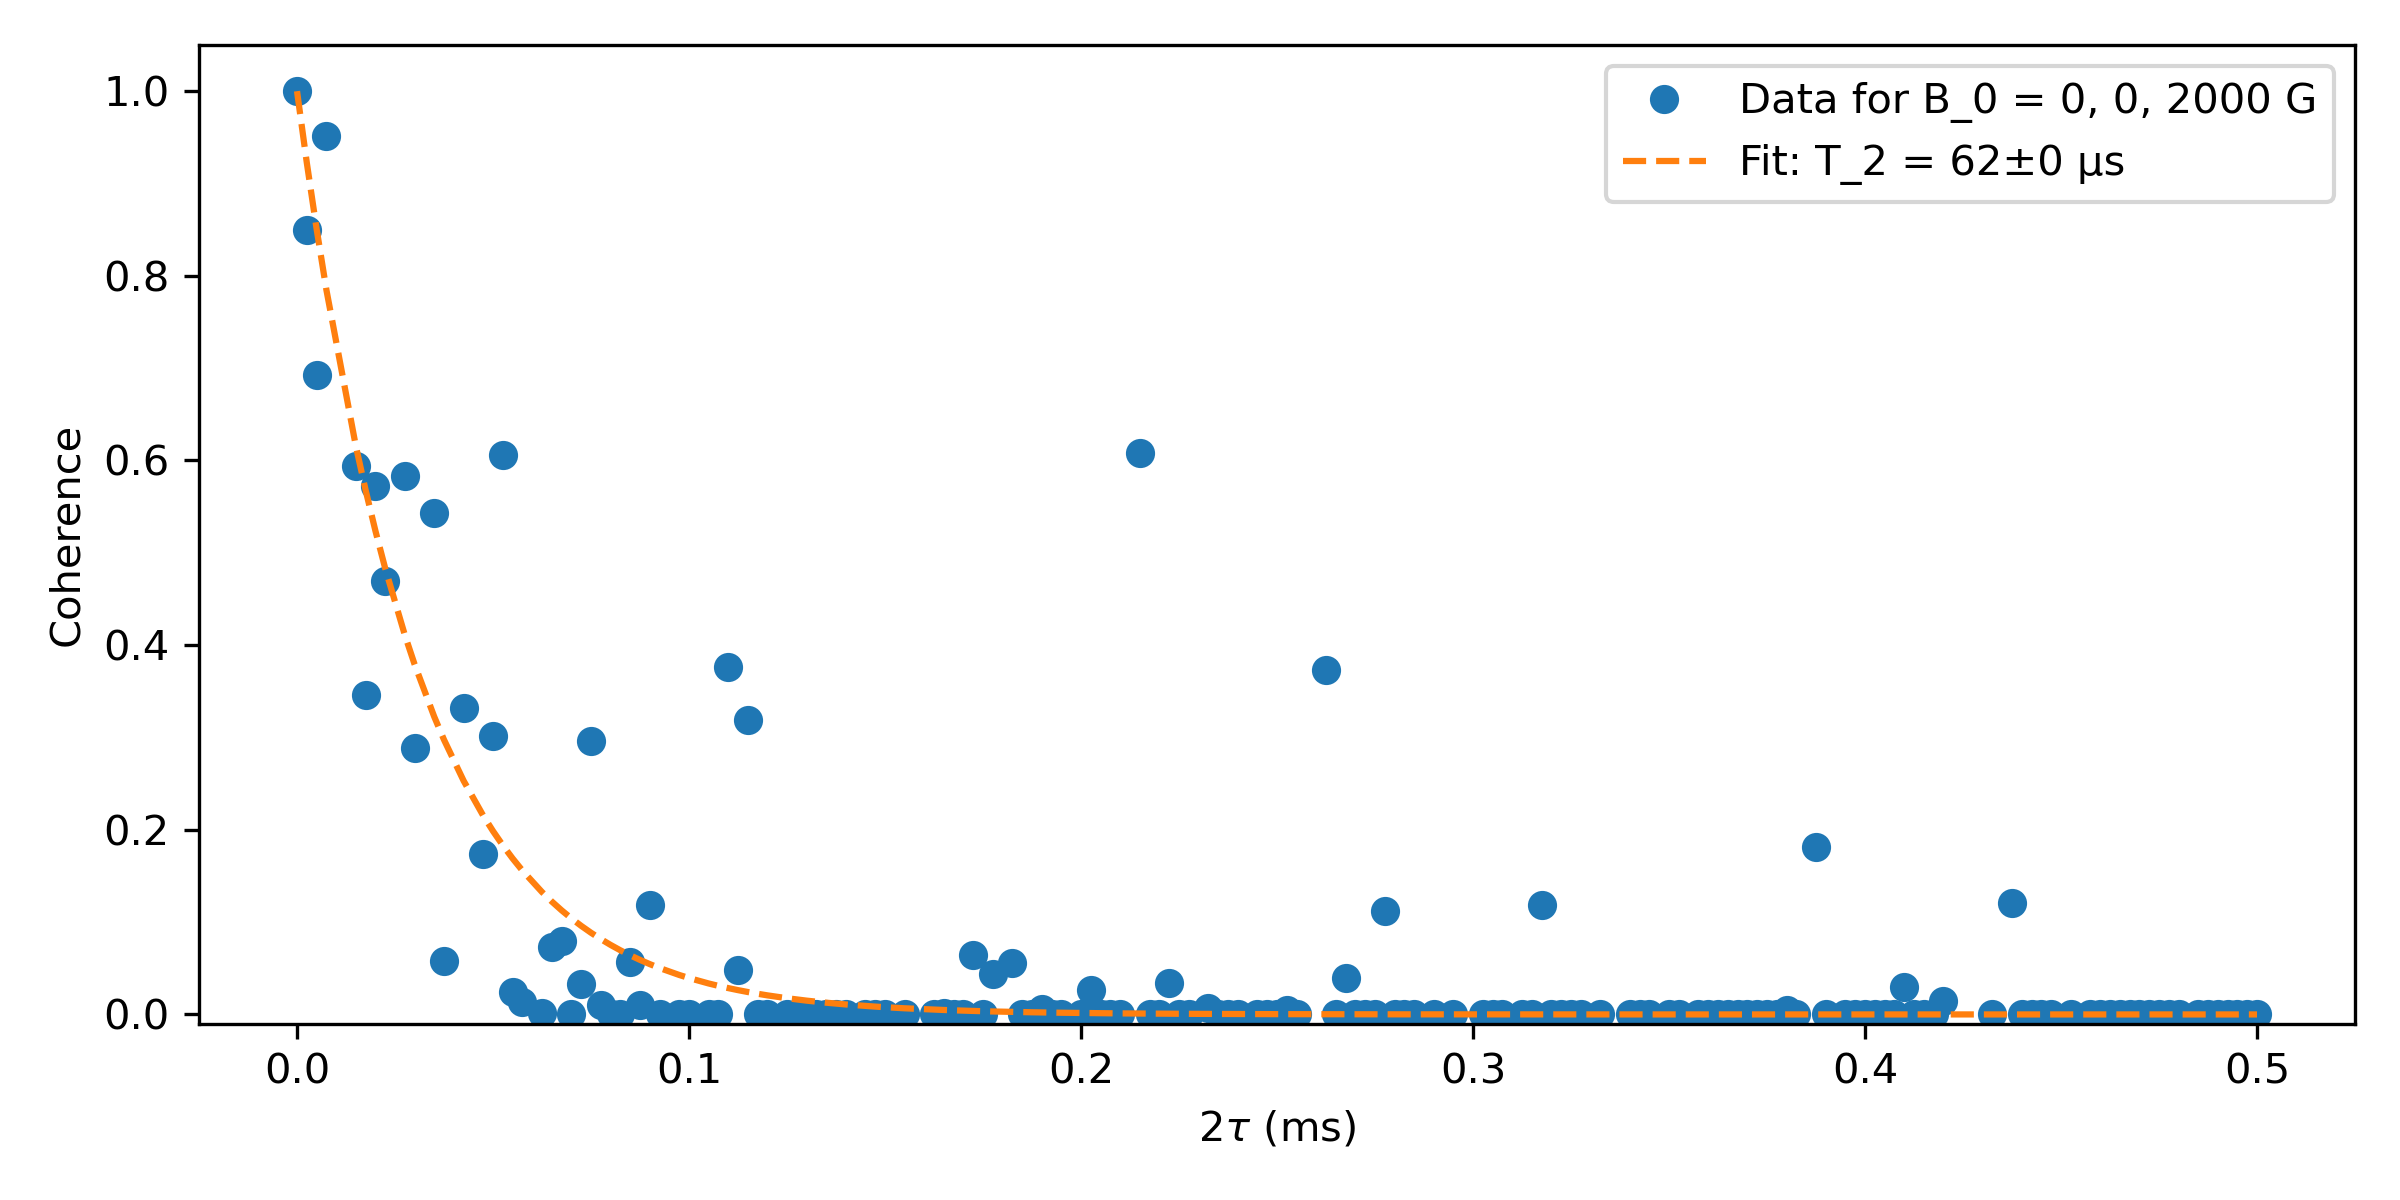 Data for B_0 = 0, 0, 2000 G
Fit: T_2 = 62±0 μs
Coherence
1.0
0.8
0.6
0.4
0.2
0.0
0.0 0.1 0.2 0.3 0.4 0.5
2τ (ms)